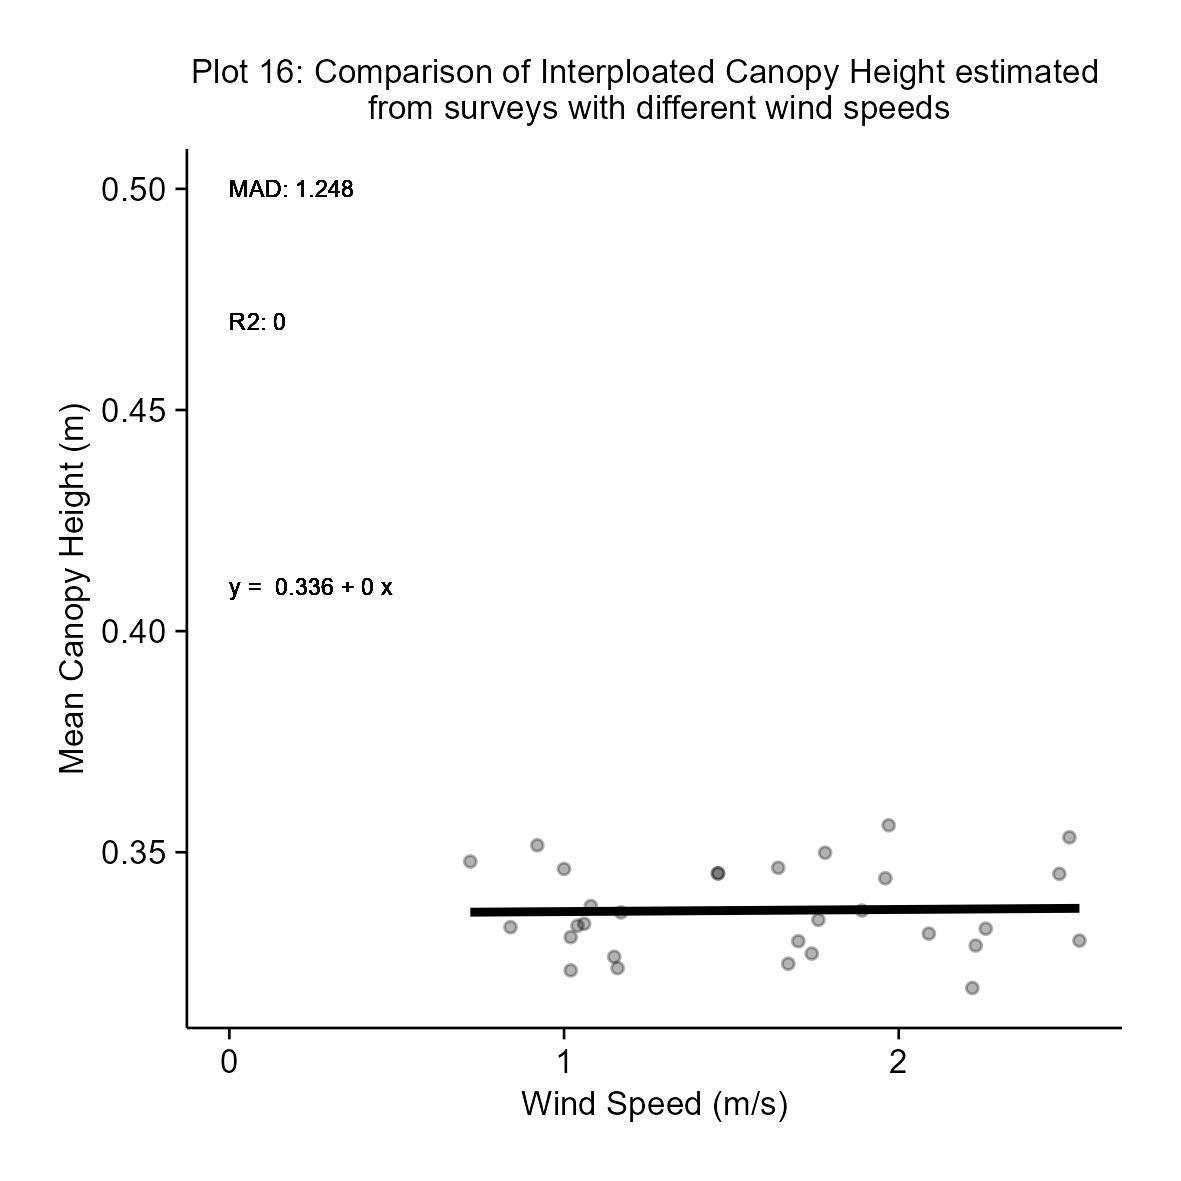 Plot 16: Comparison of Interploated Canopy Height estimated
from surveys with different wind speeds
0.50
MAD: 1.248
R2: 0
0.45
y =  0.336 + 0 x
0.40
0.35
Mean Canopy Height (m)
0
1
2
Wind Speed (m/s)